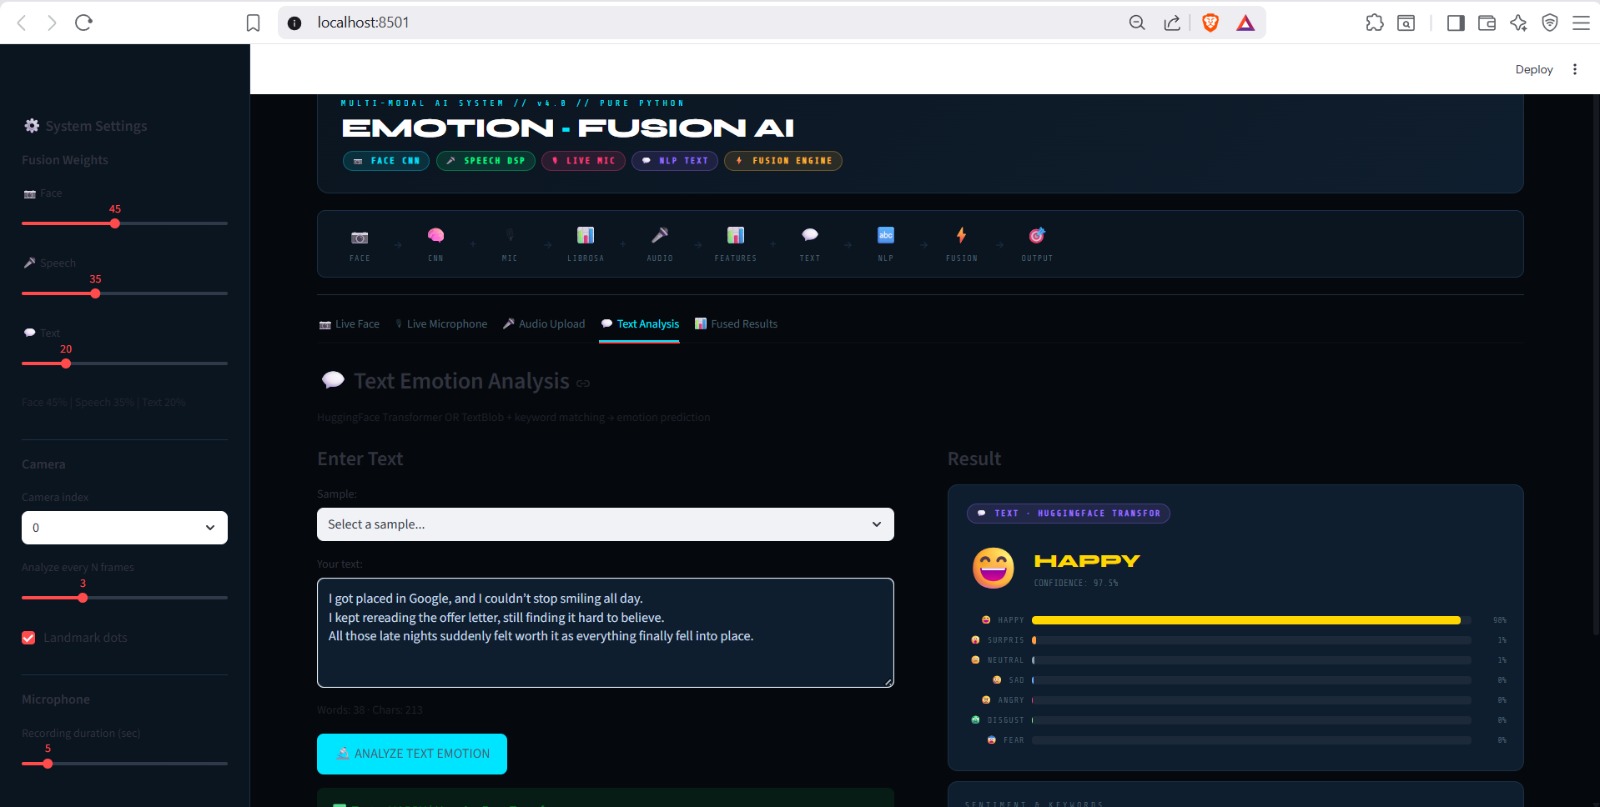 localhost:8501
Deploy
System Settings
Fusion Weights
Face
45
Speech
35
Text
20
Face 45% | Speech 35% | Text 20%
Camera
Camera index
0
Analyze every N frames
3
Landmark dots
Microphone
Recording duration (sec)
5
MULTI-MODAL AI SYSTEM // v4.0 // PURE PYTHON
EMOTION - FUSION AI
FACE CNN SPEECH DSP LIVE MIC NLP TEXT FUSION ENGINE
FACE CNN MIC LIBROSA AUDIO FEATURES TEXT NLP FUSION OUTPUT
Live Face Live Microphone Audio Upload Text Analysis Fused Results
Text Emotion Analysis
HuggingFace Transformer OR TextBlob + keyword matching → emotion prediction
Enter Text
Sample:
Select a sample...
Your text:
I got placed in Google, and I couldn't stop smiling all day.
I kept rereading the offer letter, still finding it hard to believe.
All those late nights suddenly felt worth it as everything finally fell into place.
Words: 38 · Chars: 213
ANALYZE TEXT EMOTION
Result
TEXT · HUGGINGFACE TRANSFOR
HAPPY
CONFIDENCE: 97.5%
HAPPY 98%
SURPRIS 1%
NEUTRAL 1%
SAD 0%
ANGRY 0%
DISGUST 0%
FEAR 0%
SENTIMENT & KEYWORDS